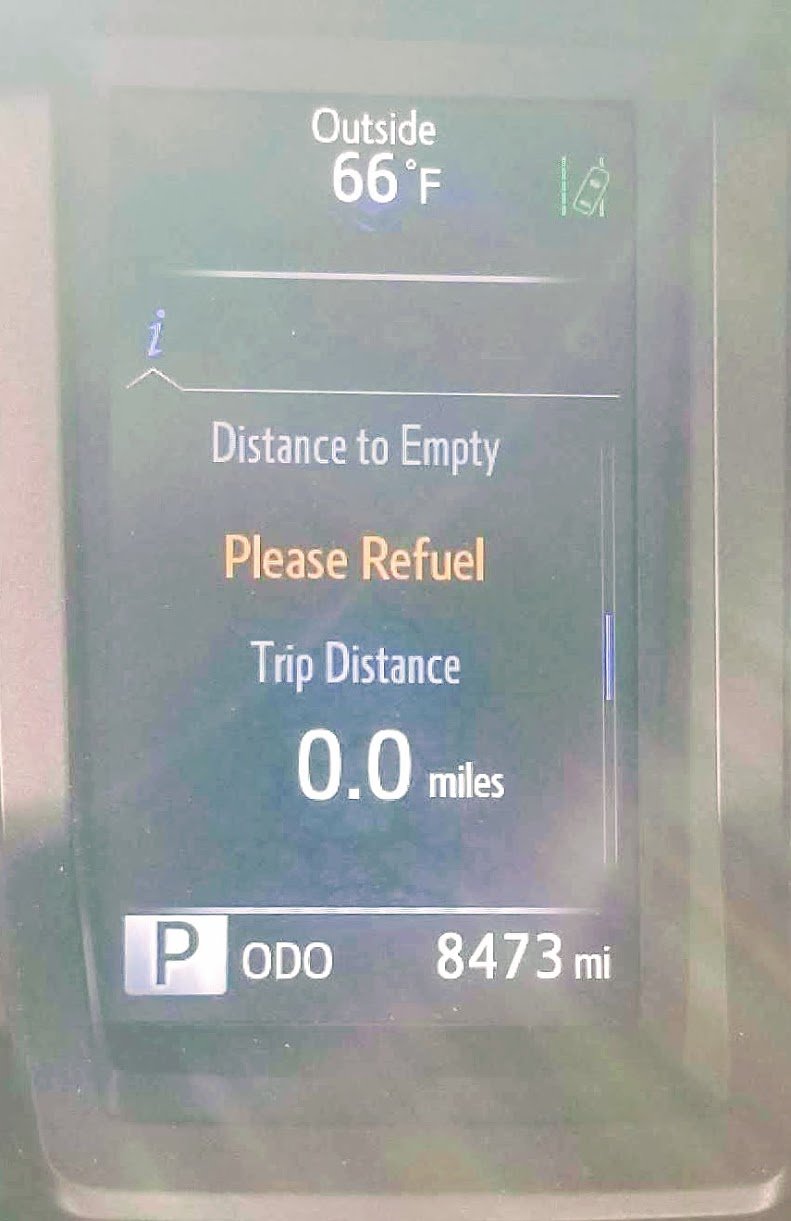 Outside
66°F
i
Distance to Empty
Please Refuel
Trip Distance
0.0 miles
P ODO 8473 mi